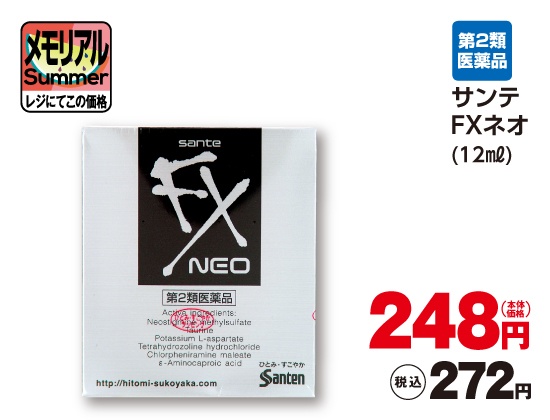 メモリアル
Summer
レジにてこの価格
第2類
医薬品
サンテ
FXネオ
(12㎖)
sante
FX
NEO
第2類医薬品
Active ingredients:
Neostigmine methylsulfate
Taurine
Potassium L-aspartate
Tetrahydrozoline hydrochloride
Chlorpheniramine maleate
ε-Aminocaproic acid
http://hitomi-sukoyaka.com
ひとみ・すこやか
Santen
248円
(本体価格)
税込 272円